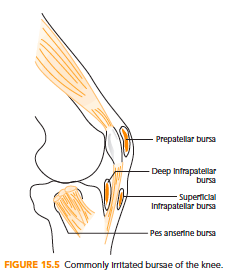 Prepatellar bursa
Deep infrapatellar
bursa
Superficial
infrapatellar bursa
Pes anserine bursa
FIGURE 15.5 Commonly irritated bursae of the knee.